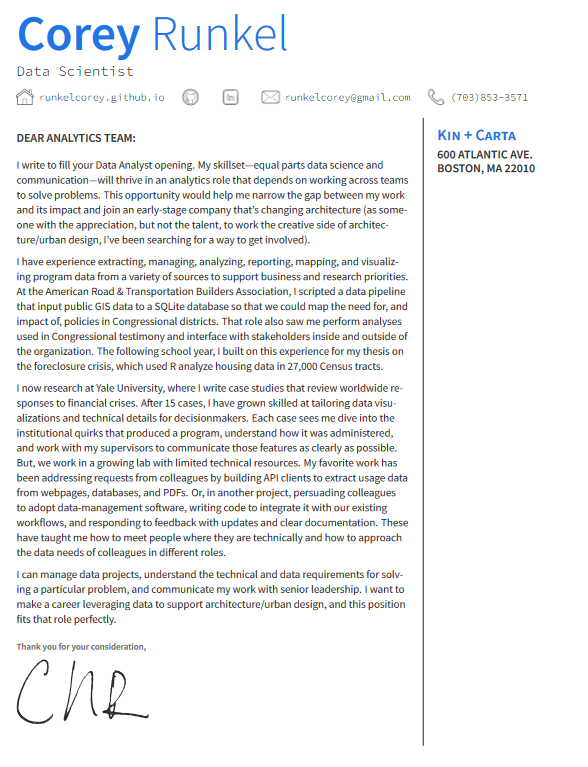 Corey Runkel
Data Scientist
runkelcorey.github.io runkelcorey@gmail.com (703)853-3571
DEAR ANALYTICS TEAM:
I write to fill your Data Analyst opening. My skillset—equal parts data science and
communication—will thrive in an analytics role that depends on working across teams
to solve problems. This opportunity would help me narrow the gap between my work
and its impact and join an early-stage company that's changing architecture (as some-
one with the appreciation, but not the talent, to work the creative side of architec-
ture/urban design, I've been searching for a way to get involved).
I have experience extracting, managing, analyzing, reporting, mapping, and visualiz-
ing program data from a variety of sources to support business and research priorities.
At the American Road & Transportation Builders Association, I scripted a data pipeline
that input public GIS data to a SQLite database so that we could map the need for, and
impact of, policies in Congressional districts. That role also saw me perform analyses
used in Congressional testimony and interface with stakeholders inside and outside of
the organization. The following school year, I built on this experience for my thesis on
the foreclosure crisis, which used R analyze housing data in 27,000 Census tracts.
I now research at Yale University, where I write case studies that review worldwide re-
sponses to financial crises. After 15 cases, I have grown skilled at tailoring data visu-
alizations and technical details for decisionmakers. Each case sees me dive into the
institutional quirks that produced a program, understand how it was administered,
and work with my supervisors to communicate those features as clearly as possible.
But, we work in a growing lab with limited technical resources. My favorite work has
been addressing requests from colleagues by building API clients to extract usage data
from webpages, databases, and PDFs. Or, in another project, persuading colleagues
to adopt data-management software, writing code to integrate it with our existing
workflows, and responding to feedback with updates and clear documentation. These
have taught me how to meet people where they are technically and how to approach
the data needs of colleagues in different roles.
I can manage data projects, understand the technical and data requirements for solv-
ing a particular problem, and communicate my work with senior leadership. I want to
make a career leveraging data to support architecture/urban design, and this position
fits that role perfectly.
Thank you for your consideration,
KIN + CARTA
600 ATLANTIC AVE.
BOSTON, MA 22010